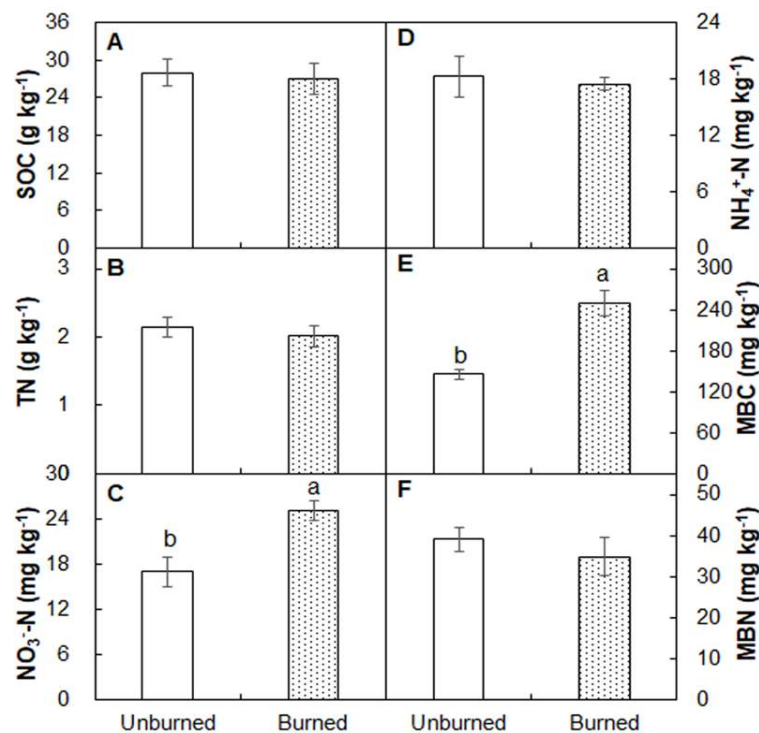 A
SOC (g kg⁻¹)
36
30
24
18
12
6
0
D
NH₄⁺-N (mg kg⁻¹)
24
18
12
6
0
B
TN (g kg⁻¹)
3
2
1
0
E
MBC (mg kg⁻¹)
300
240
180
120
60
0
b
a
C
NO₃⁻-N (mg kg⁻¹)
30
24
18
12
6
0
b
a
F
MBN (mg kg⁻¹)
50
40
30
20
10
0
Unburned
Burned
Unburned
Burned